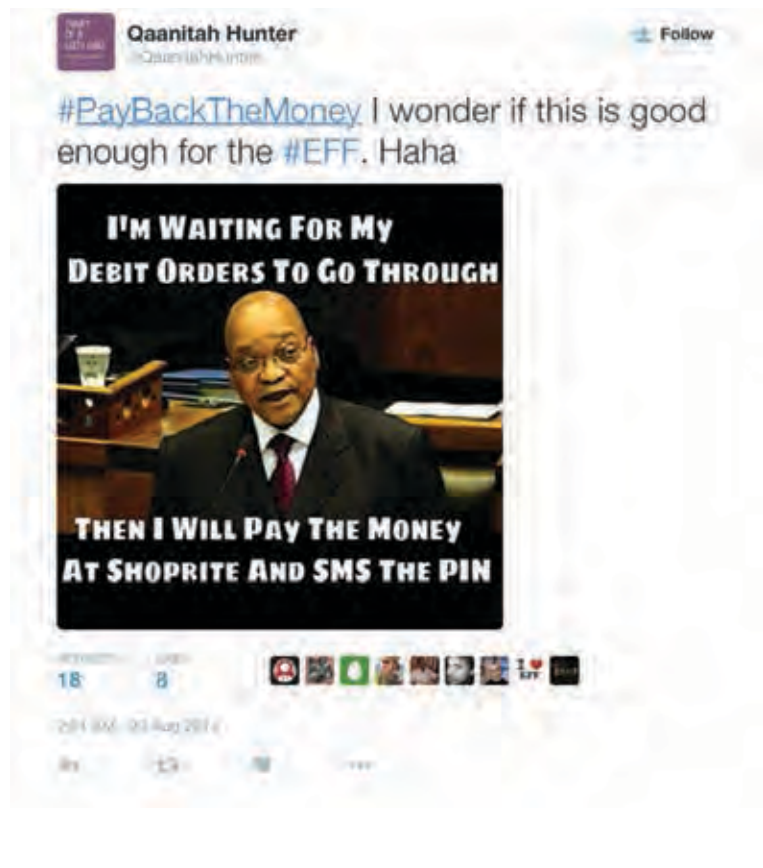 Qaanitah Hunter
Follow
#PayBackTheMoney I wonder if this is good
enough for the #EFF. Haha
I'M WAITING FOR MY
DEBIT ORDERS TO GO THROUGH
THEN I WILL PAY THE MONEY
AT SHOPRITE AND SMS THE PIN
18 8
I ❤ EFF